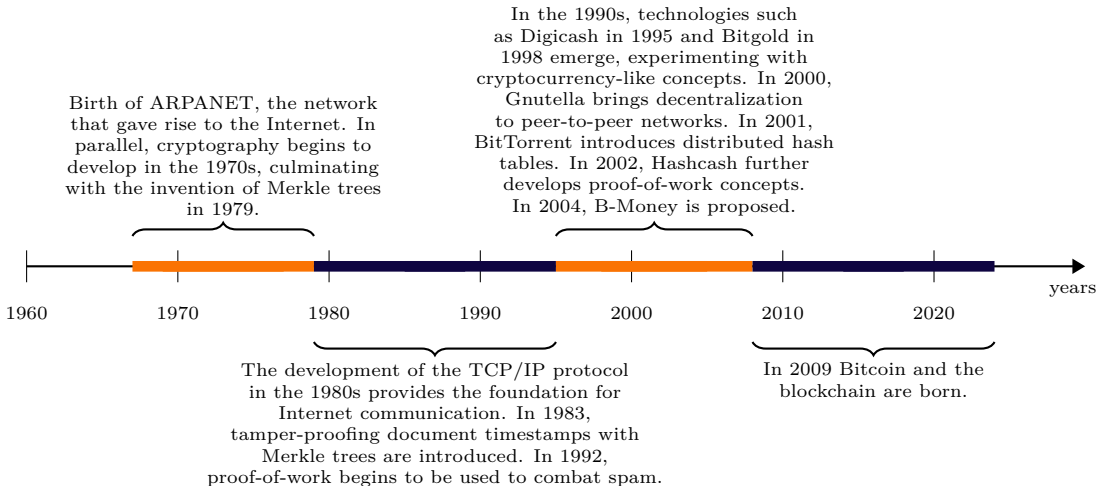 In the 1990s, technologies such
as Digicash in 1995 and Bitgold in
1998 emerge, experimenting with
cryptocurrency-like concepts. In 2000,
Gnutella brings decentralization
to peer-to-peer networks. In 2001,
BitTorrent introduces distributed hash
tables. In 2002, Hashcash further
develops proof-of-work concepts.
In 2004, B-Money is proposed.
Birth of ARPANET, the network
that gave rise to the Internet. In
parallel, cryptography begins to
develop in the 1970s, culminating
with the invention of Merkle trees
in 1979.
years
1960 1970 1980 1990 2000 2010 2020
The development of the TCP/IP protocol
in the 1980s provides the foundation for
Internet communication. In 1983,
tamper-proofing document timestamps with
Merkle trees are introduced. In 1992,
proof-of-work begins to be used to combat spam.
In 2009 Bitcoin and the
blockchain are born.